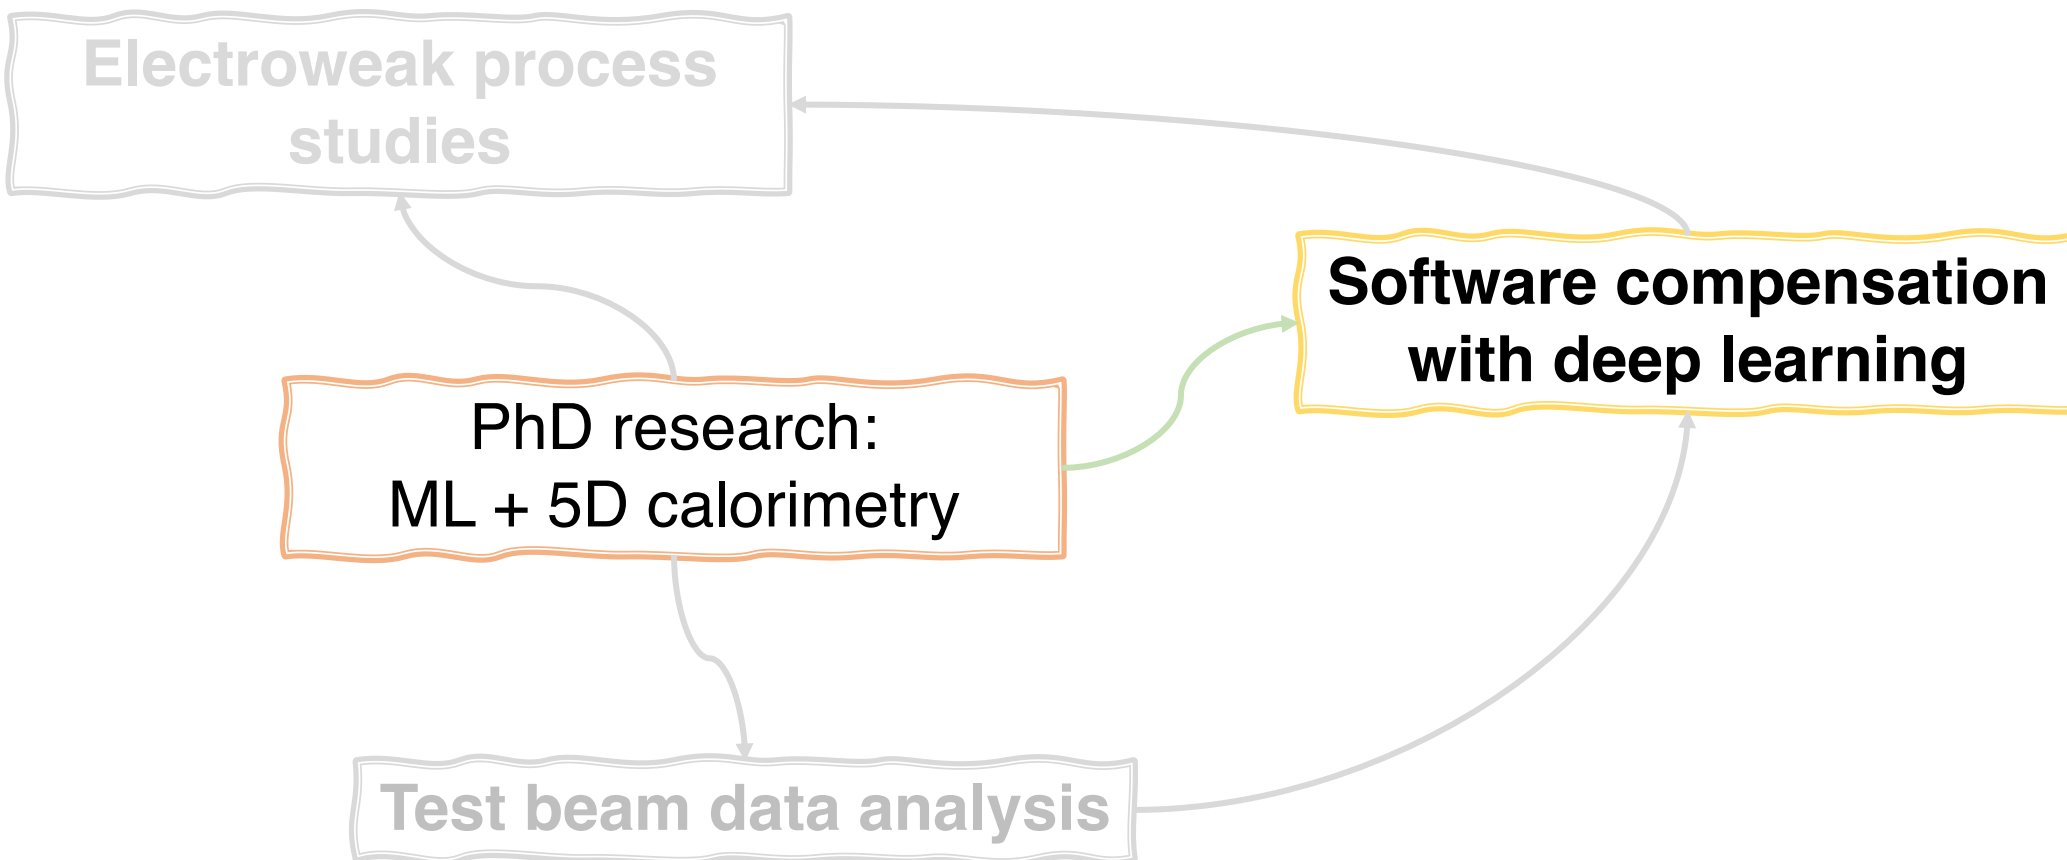 Electroweak process
studies
Software compensation
with deep learning
PhD research:
ML + 5D calorimetry
Test beam data analysis